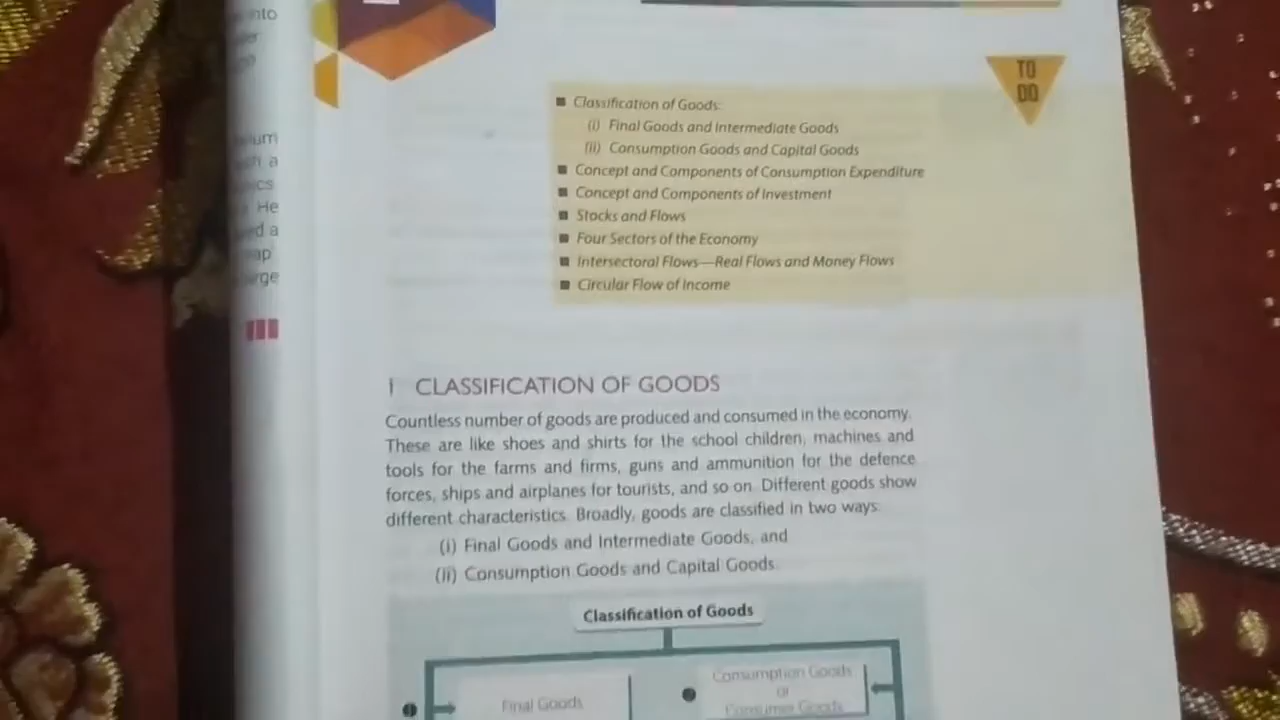 into
a
He
TO
DO
■ Classification of Goods:
(i) Final Goods and Intermediate Goods
(ii) Consumption Goods and Capital Goods
■ Concept and Components of Consumption Expenditure
■ Concept and Components of Investment
■ Stocks and Flows
■ Four Sectors of the Economy
■ Intersectoral Flows—Real Flows and Money Flows
■ Circular Flow of Income
1 CLASSIFICATION OF GOODS
Countless number of goods are produced and consumed in the economy.
These are like shoes and shirts for the school children, machines and
tools for the farms and firms, guns and ammunition for the defence
forces, ships and airplanes for tourists, and so on. Different goods show
different characteristics. Broadly, goods are classified in two ways:
(i) Final Goods and Intermediate Goods, and
(ii) Consumption Goods and Capital Goods.
Classification of Goods
Final Goods
Consumption Goods
or
Consumer Goods